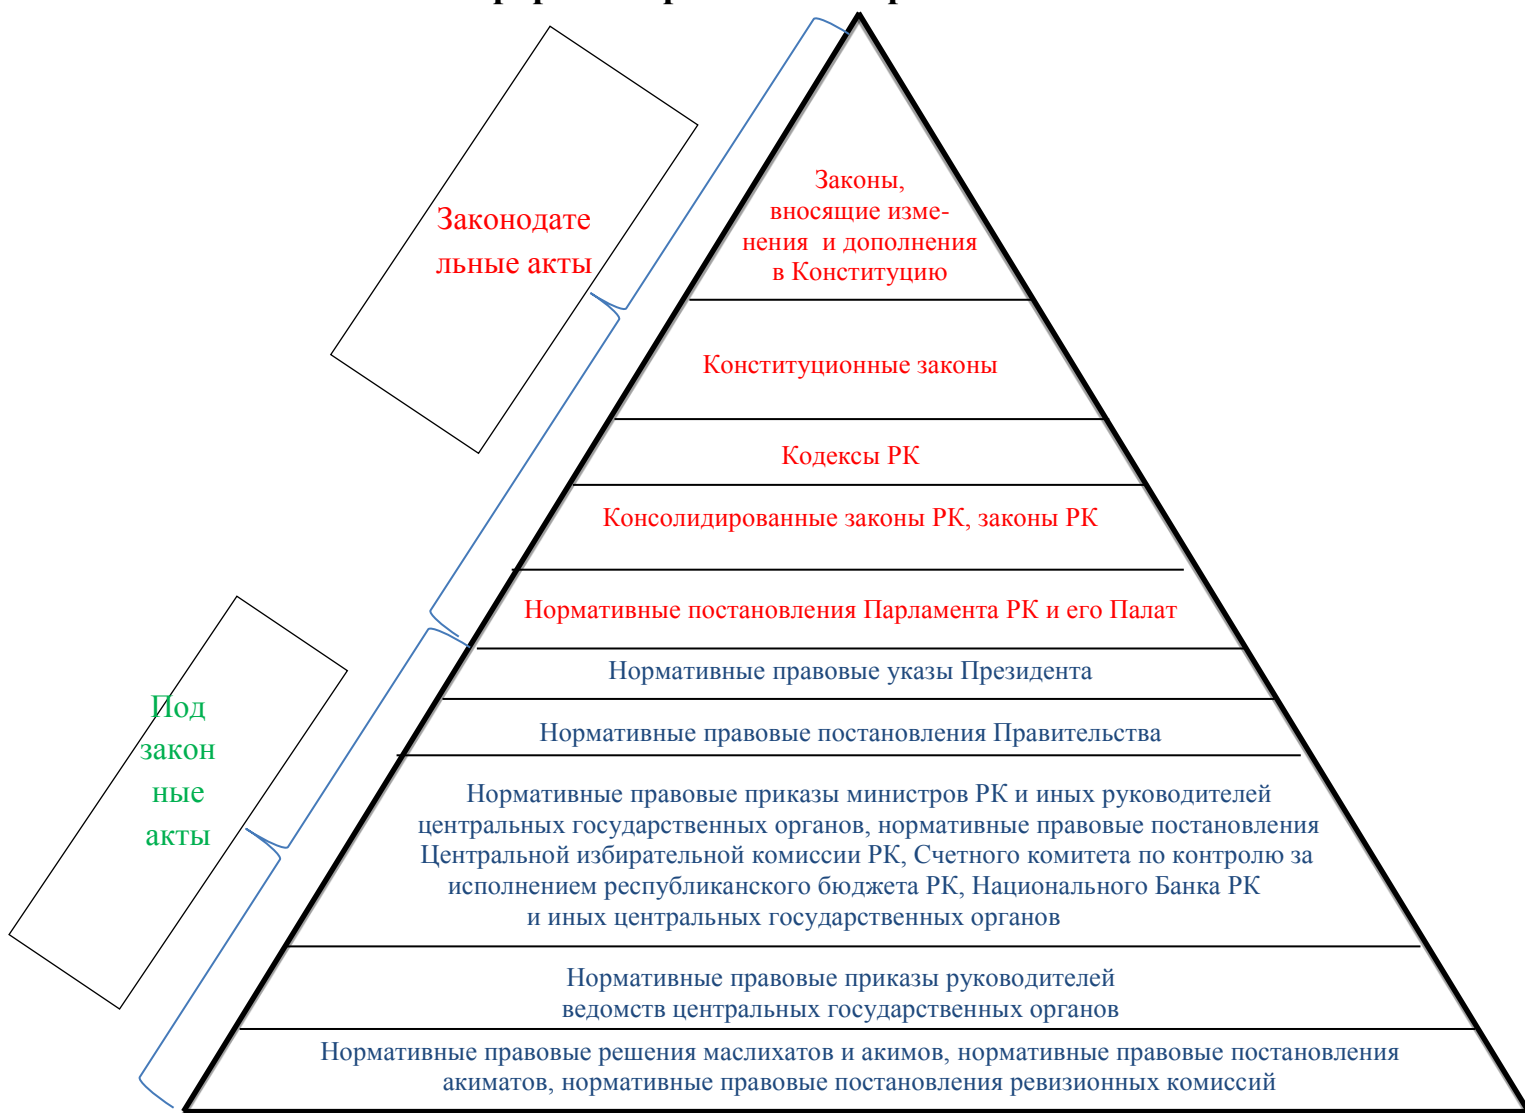 Законы,
вносящие изме-
нения и дополнения
в Конституцию
Законодате
льные акты
Конституционные законы
Кодексы РК
Консолидированные законы РК, законы РК
Нормативные постановления Парламента РК и его Палат
Нормативные правовые указы Президента
Под
закон
ные
акты
Нормативные правовые постановления Правительства
Нормативные правовые приказы министров РК и иных руководителей
центральных государственных органов, нормативные правовые постановления
Центральной избирательной комиссии РК, Счетного комитета по контролю за
исполнением республиканского бюджета РК, Национального Банка РК
и иных центральных государственных органов
Нормативные правовые приказы руководителей
ведомств центральных государственных органов
Нормативные правовые решения маслихатов и акимов, нормативные правовые постановления
акиматов, нормативные правовые постановления ревизионных комиссий